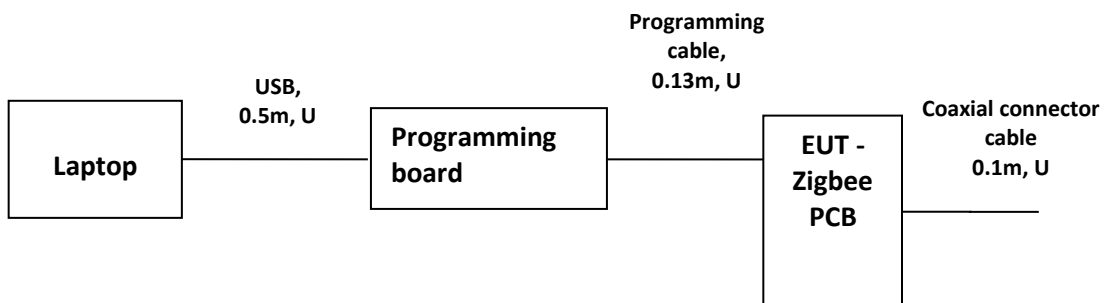 Laptop
USB,
0.5m, U
Programming
board
Programming
cable,
0.13m, U
EUT -
Zigbee
PCB
Coaxial connector
cable
0.1m, U